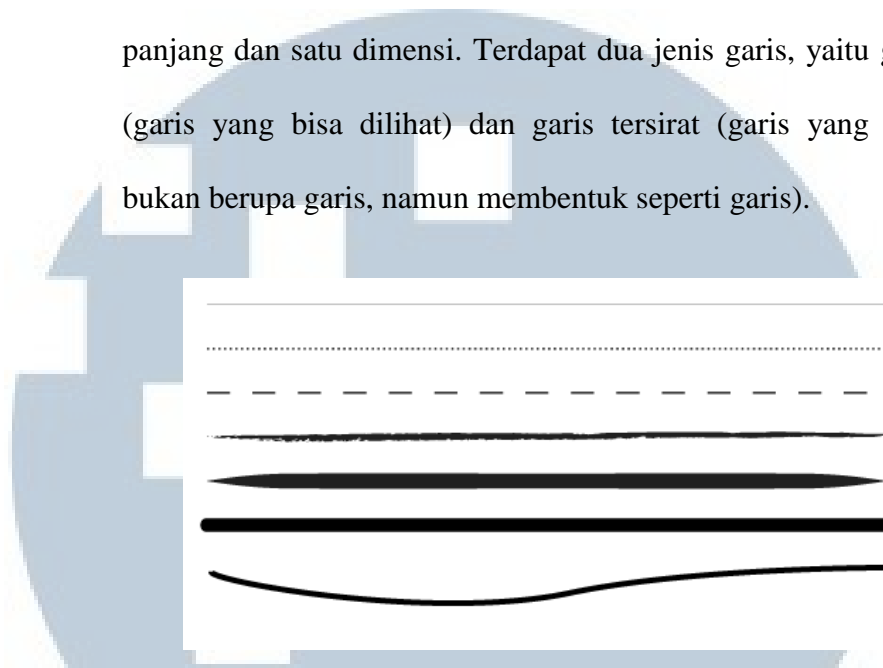 panjang dan satu dimensi. Terdapat dua jenis garis, yaitu
(garis yang bisa dilihat) dan garis tersirat (garis yang
bukan berupa garis, namun membentuk seperti garis).